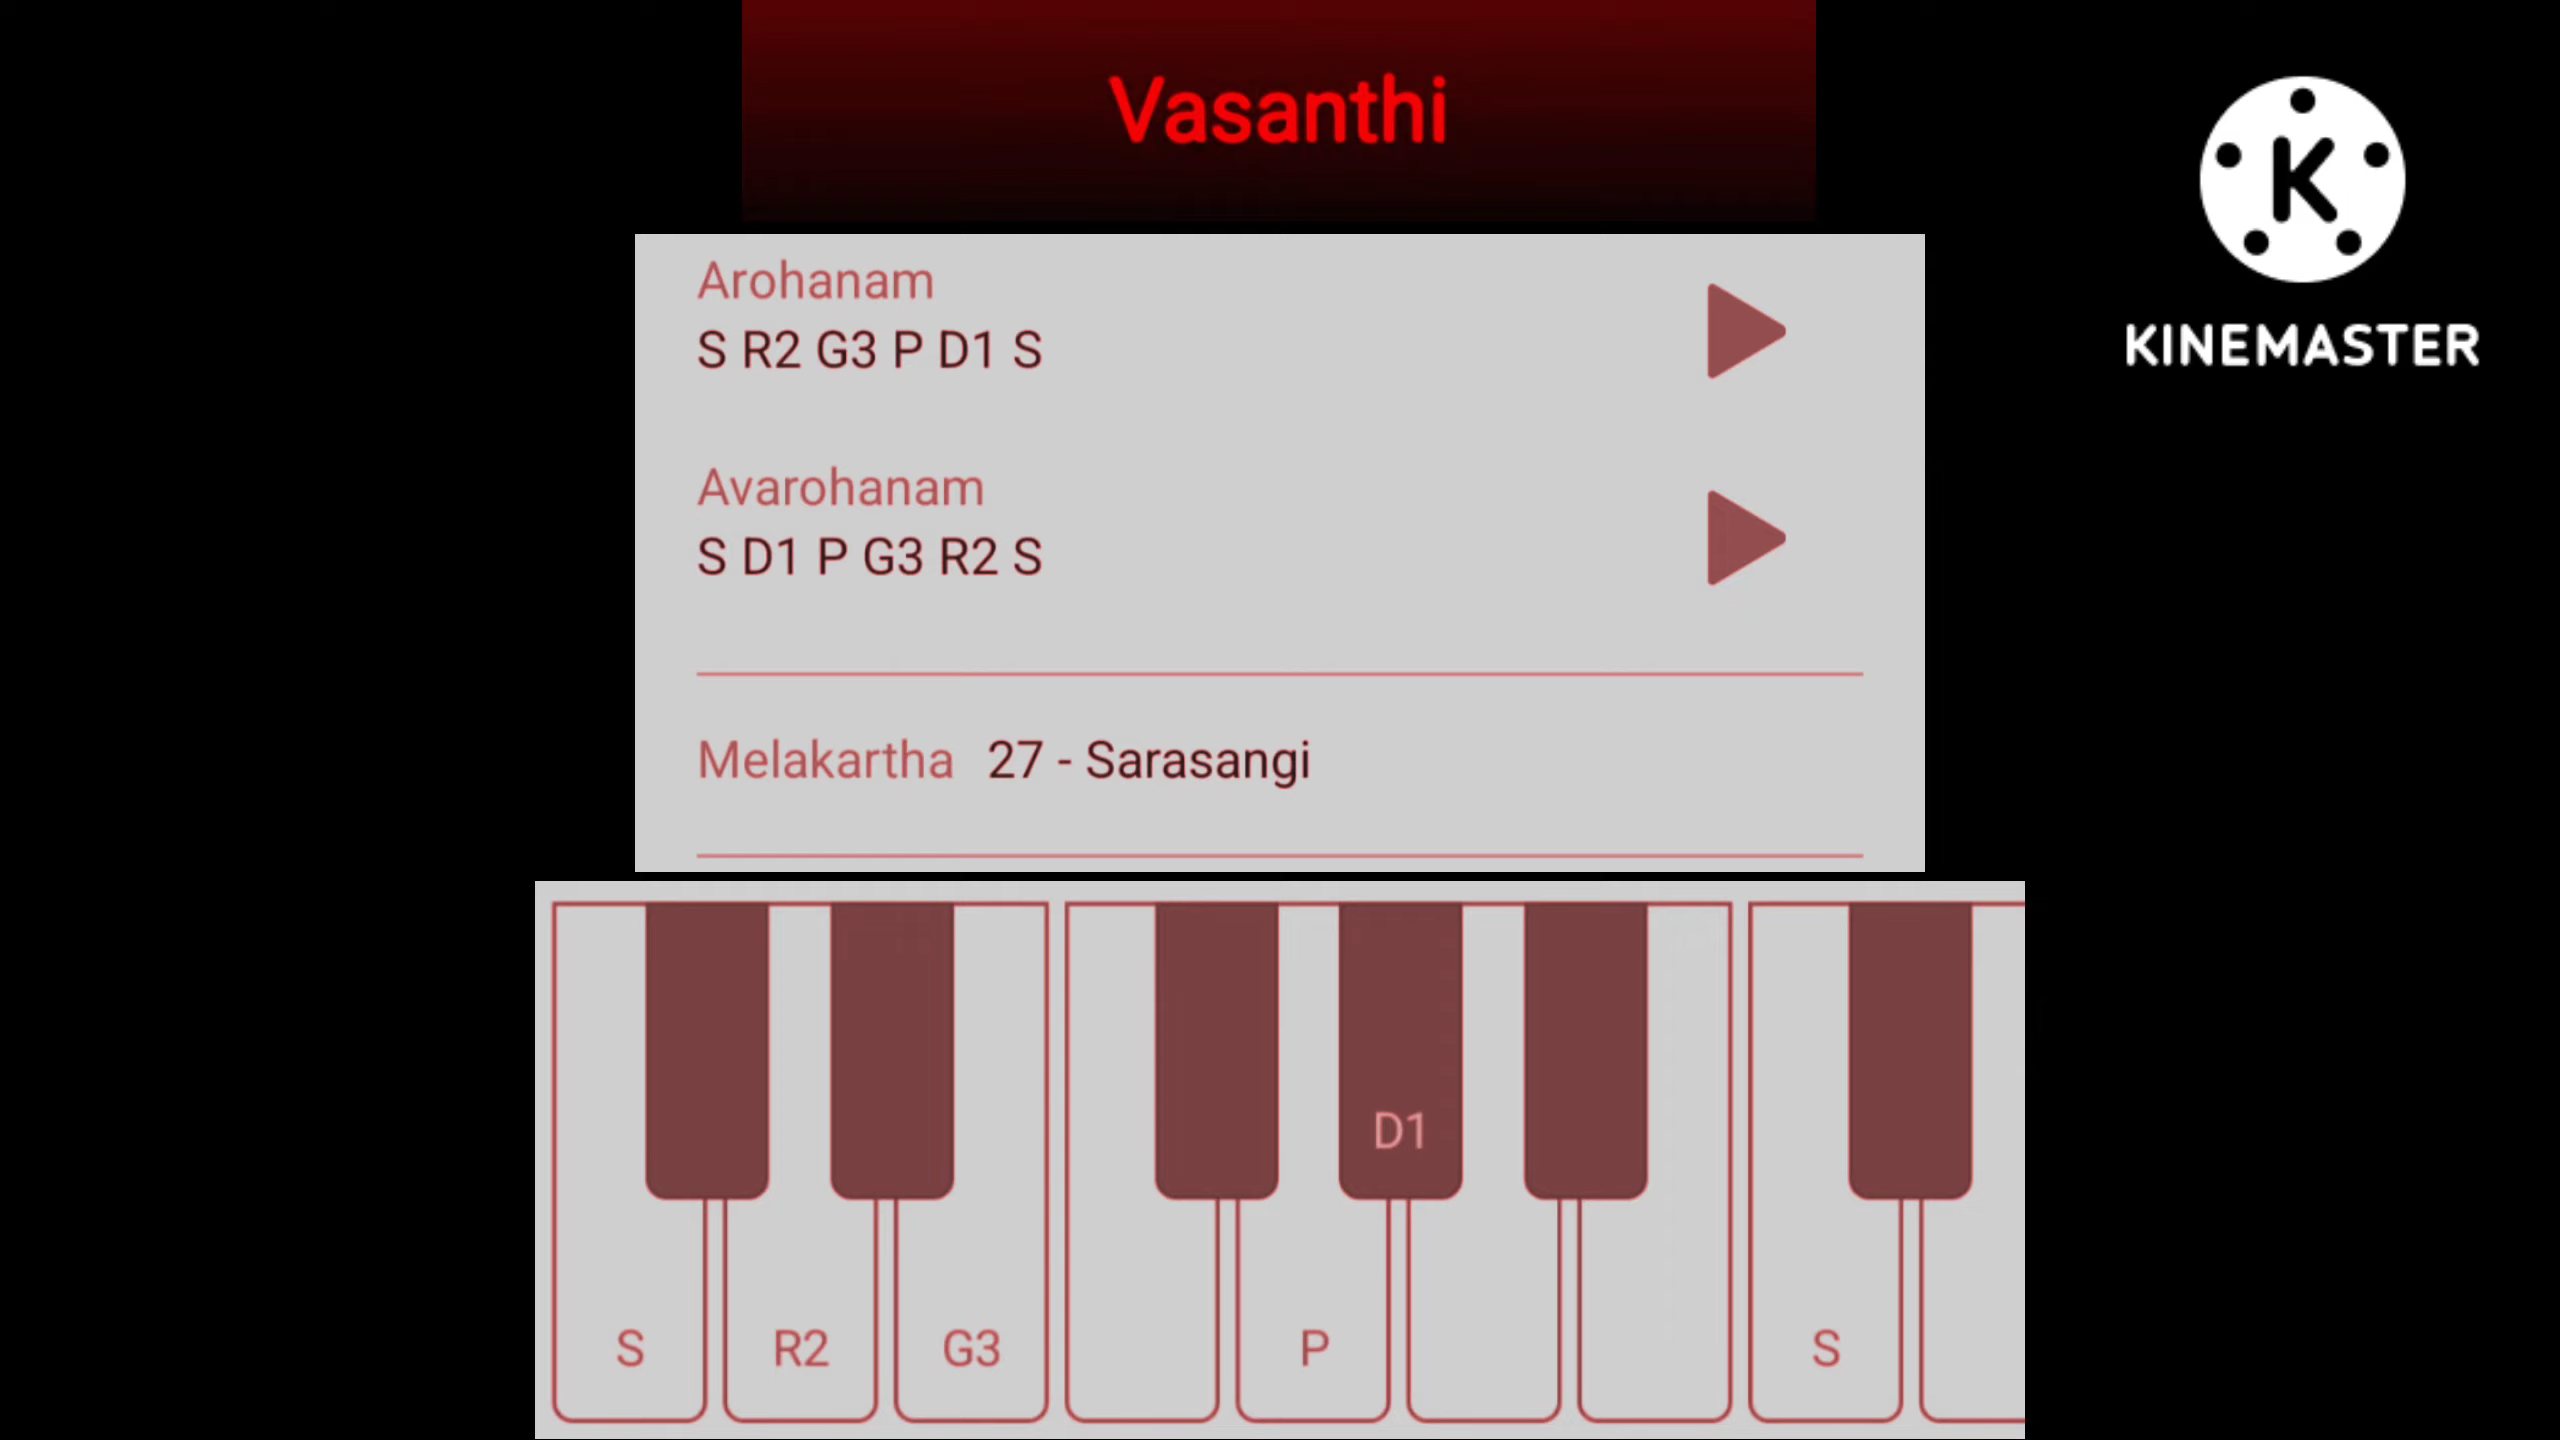 Vasanthi
K
KINEMASTER
Arohanam
S R2 G3 P D1 S
Avarohanam
S D1 P G3 R2 S
Melakartha 27 - Sarasangi
D1
S R2 G3 P S